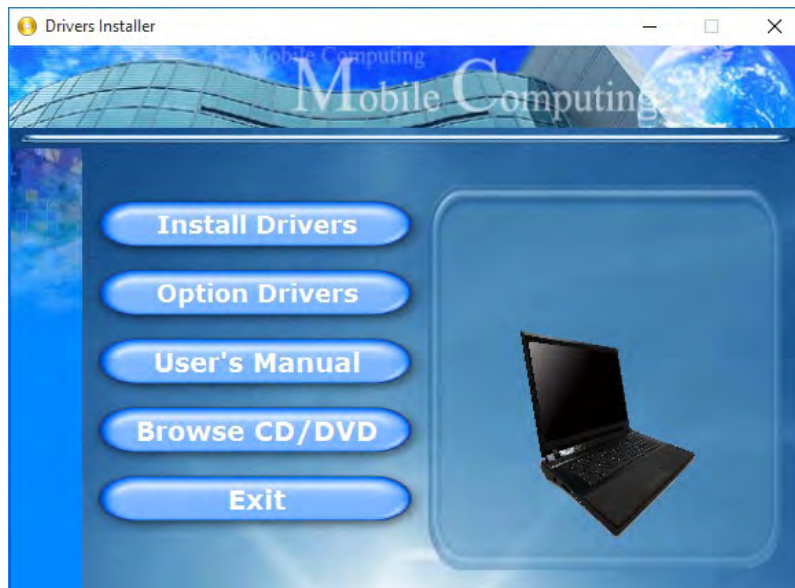 Drivers Installer
Mobile Computing
Mobile Computing
Install Drivers
Option Drivers
User's Manual
Browse CD/DVD
Exit